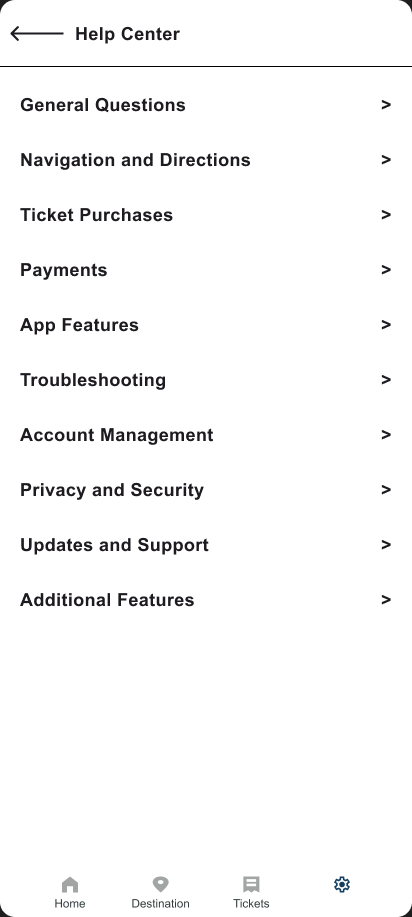 Help Center
General Questions >
Navigation and Directions >
Ticket Purchases >
Payments >
App Features >
Troubleshooting >
Account Management >
Privacy and Security >
Updates and Support >
Additional Features >
Home Destination Tickets